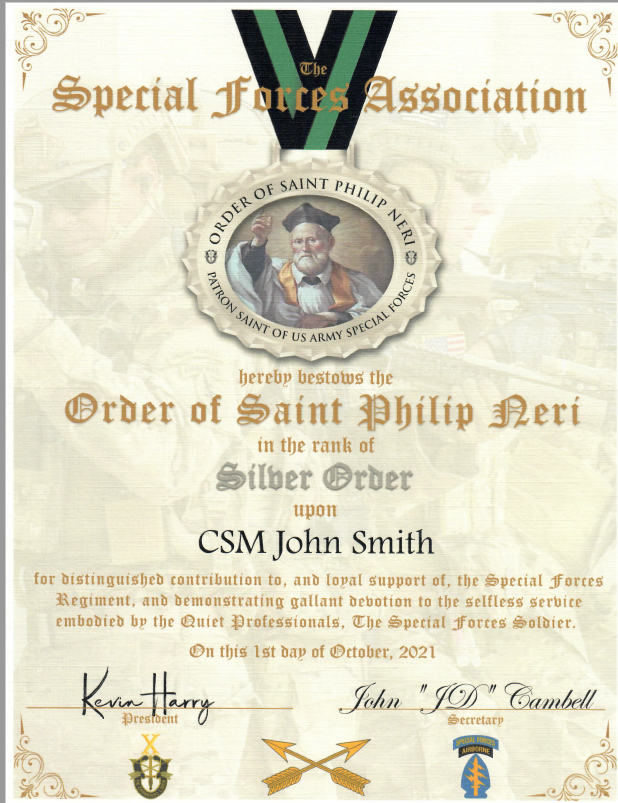 The
Special Forces Association
ORDER OF SAINT PHILIP NERI
PATRON SAINT OF US ARMY SPECIAL FORCES
hereby bestows the
Order of Saint Philip Neri
in the rank of
Silver Order
upon
CSM John Smith
for distinguished contribution to, and loyal support of, the Special Forces
Regiment, and demonstrating gallant devotion to the selfless service
embodied by the Quiet Professionals, The Special Forces Soldier.
On this 1st day of October, 2021
Kevin Harry
John "JD" Cambell
President
Secretary
X
SPECIAL FORCES
AIRBORNE